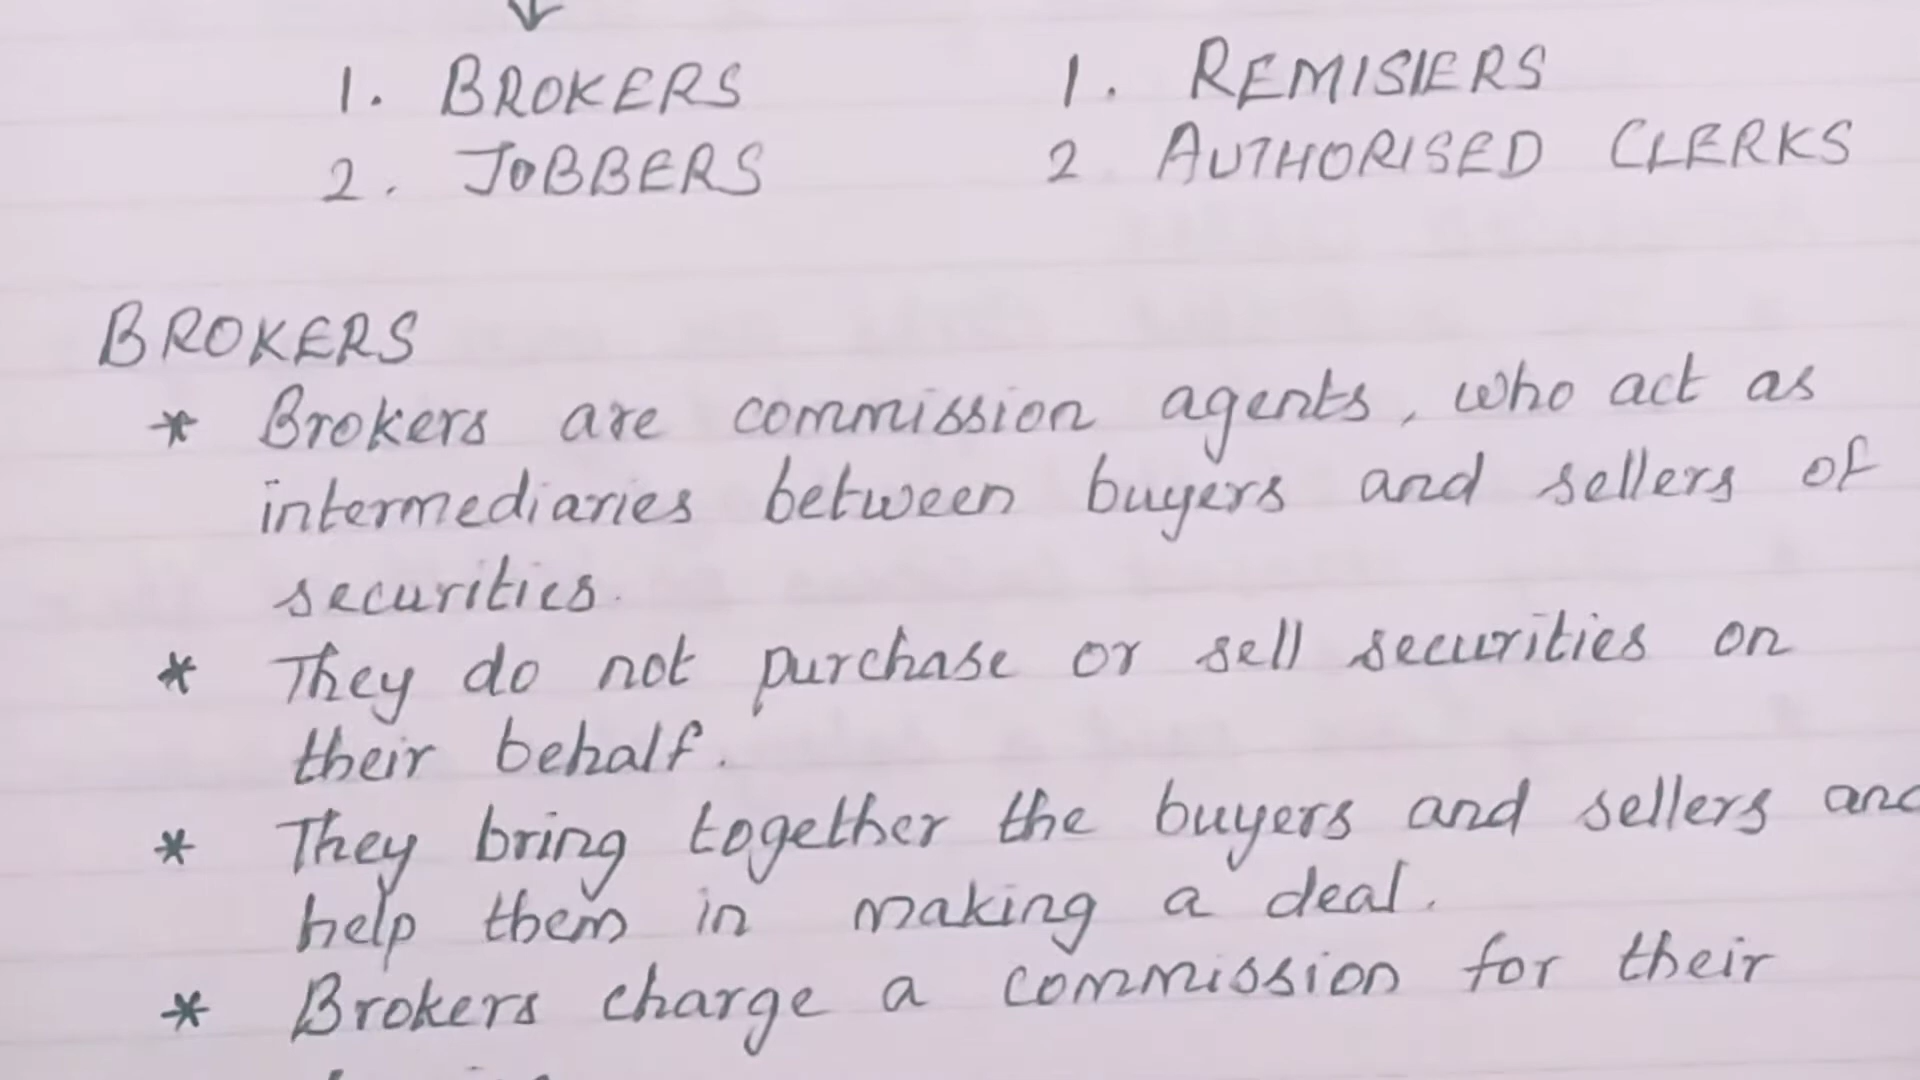 1. BROKERS 1. REMISIERS
2. JOBBERS 2 AUTHORISED CLERKS
BROKERS
* Brokers are commission agents, who act as
intermediaries between buyers and sellers of
securities.
* They do not purchase or sell securities on
their behalf.
* They bring together the buyers and sellers and
help them in making a deal.
* Brokers charge a commission for their